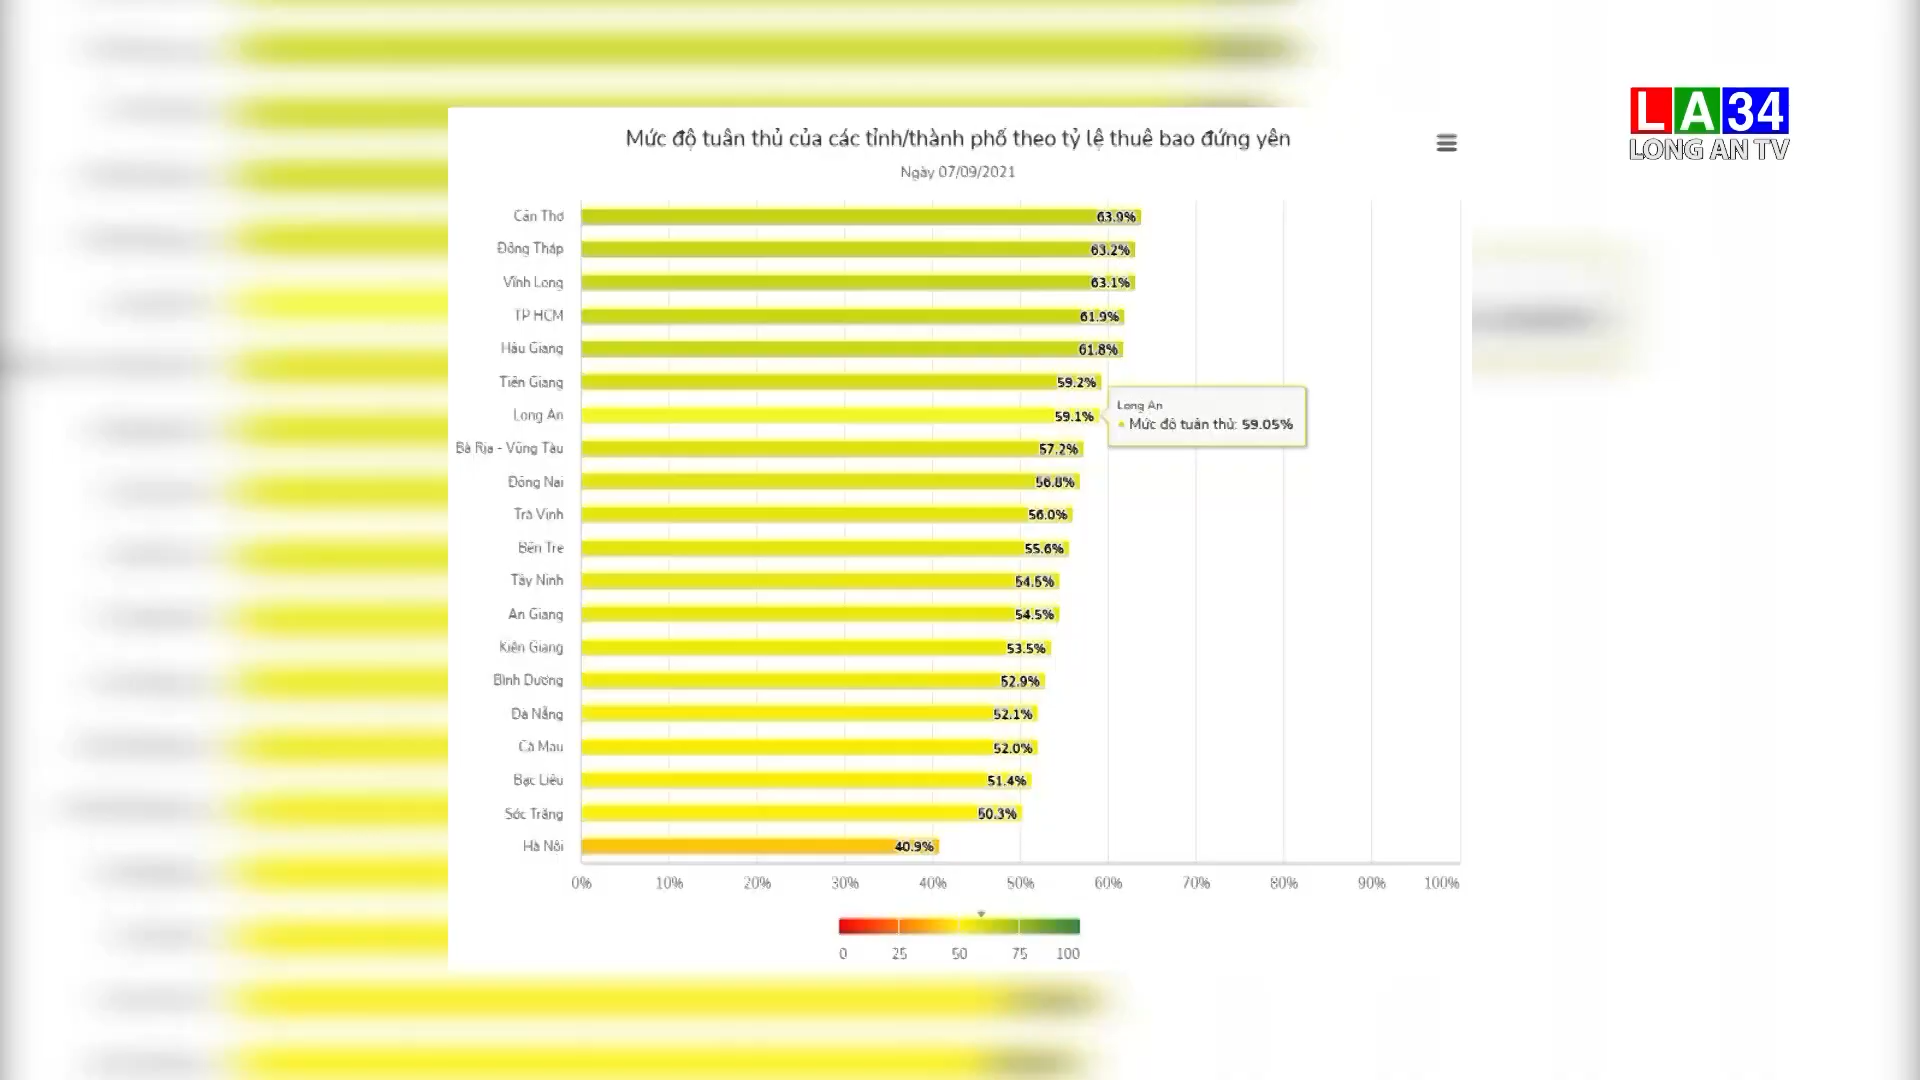 LA34
LONG AN TV
Mức độ tuân thủ của các tỉnh/thành phố theo tỷ lệ thuê bao đứng yên
Ngày 07/09/2021
Cần Thơ 63.9%
Đồng Tháp 63.2%
Vĩnh Long 63.1%
TP HCM 61.9%
Hậu Giang 61.8%
Tiền Giang 59.2%
Long An 59.1%
Long An
Mức độ tuân thủ: 59.05%
Bà Rịa - Vũng Tàu 57.2%
Đồng Nai 56.8%
Trà Vinh 56.0%
Bến Tre 55.6%
Tây Ninh 54.5%
An Giang 54.5%
Kiên Giang 53.5%
Bình Dương 52.9%
Đà Nẵng 52.1%
Cà Mau 52.0%
Bạc Liêu 51.4%
Sóc Trăng 50.3%
Hà Nội 40.9%
0% 10% 20% 30% 40% 50% 60% 70% 80% 90% 100%
0 25 50 75 100